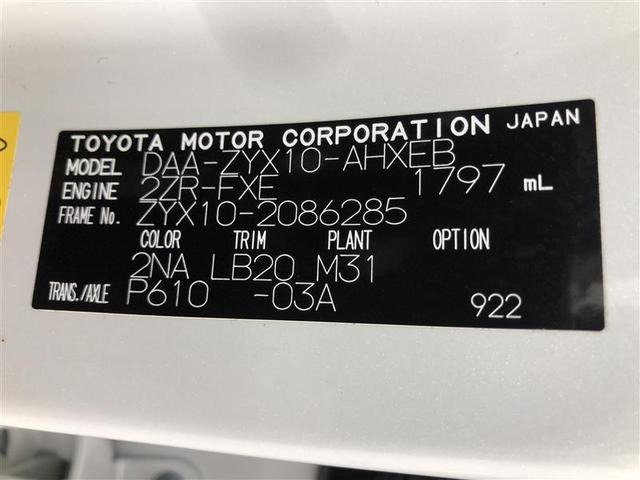 TOYOTA MOTOR CORPORATION JAPAN
MODEL DAA-ZYX10-AHXEB
ENGINE 2ZR-FXE 1797 mL
FRAME No. ZYX10-2086285
COLOR TRIM PLANT OPTION
2NA LB20 M31
TRANS./AXLE P610 -03A 922